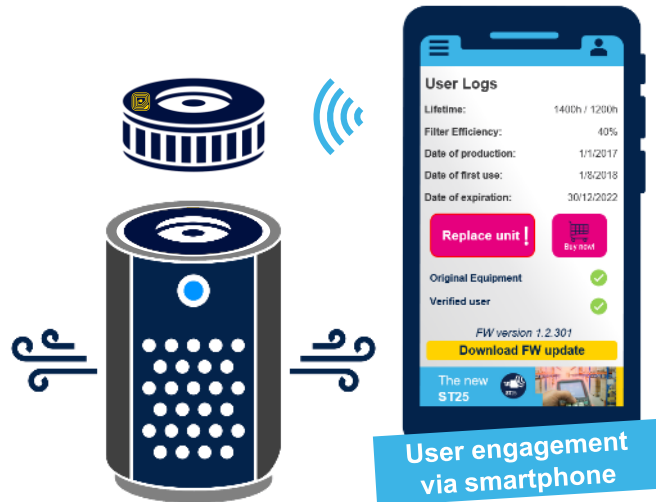 User Logs
Lifetime: 1400h / 1200h
Filter Efficiency: 40%
Date of production: 1/1/2017
Date of first use: 1/8/2018
Date of expiration: 30/12/2022
Replace unit !
Buy now!
Original Equipment
Verified user
FW version 1.2.301
Download FW update
The new
ST25
User engagement
via smartphone